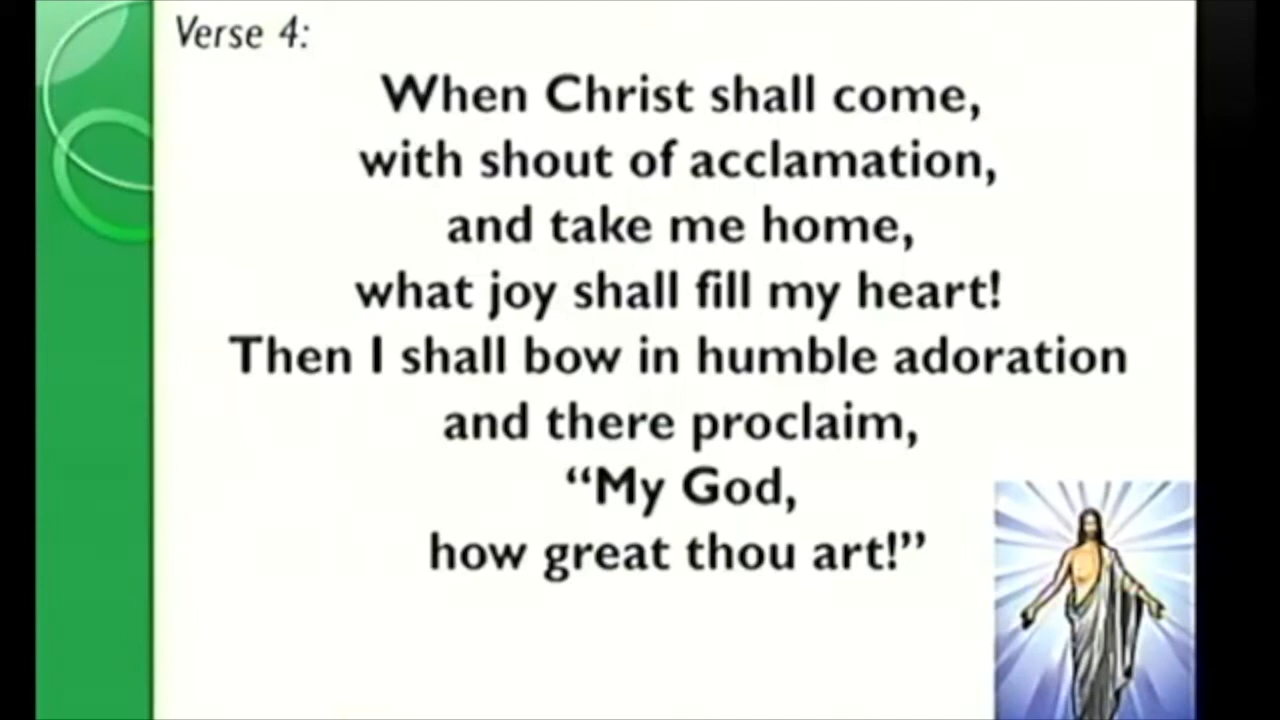 Verse 4:
When Christ shall come,
with shout of acclamation,
and take me home,
what joy shall fill my heart!
Then I shall bow in humble adoration
and there proclaim,
“My God,
how great thou art!”